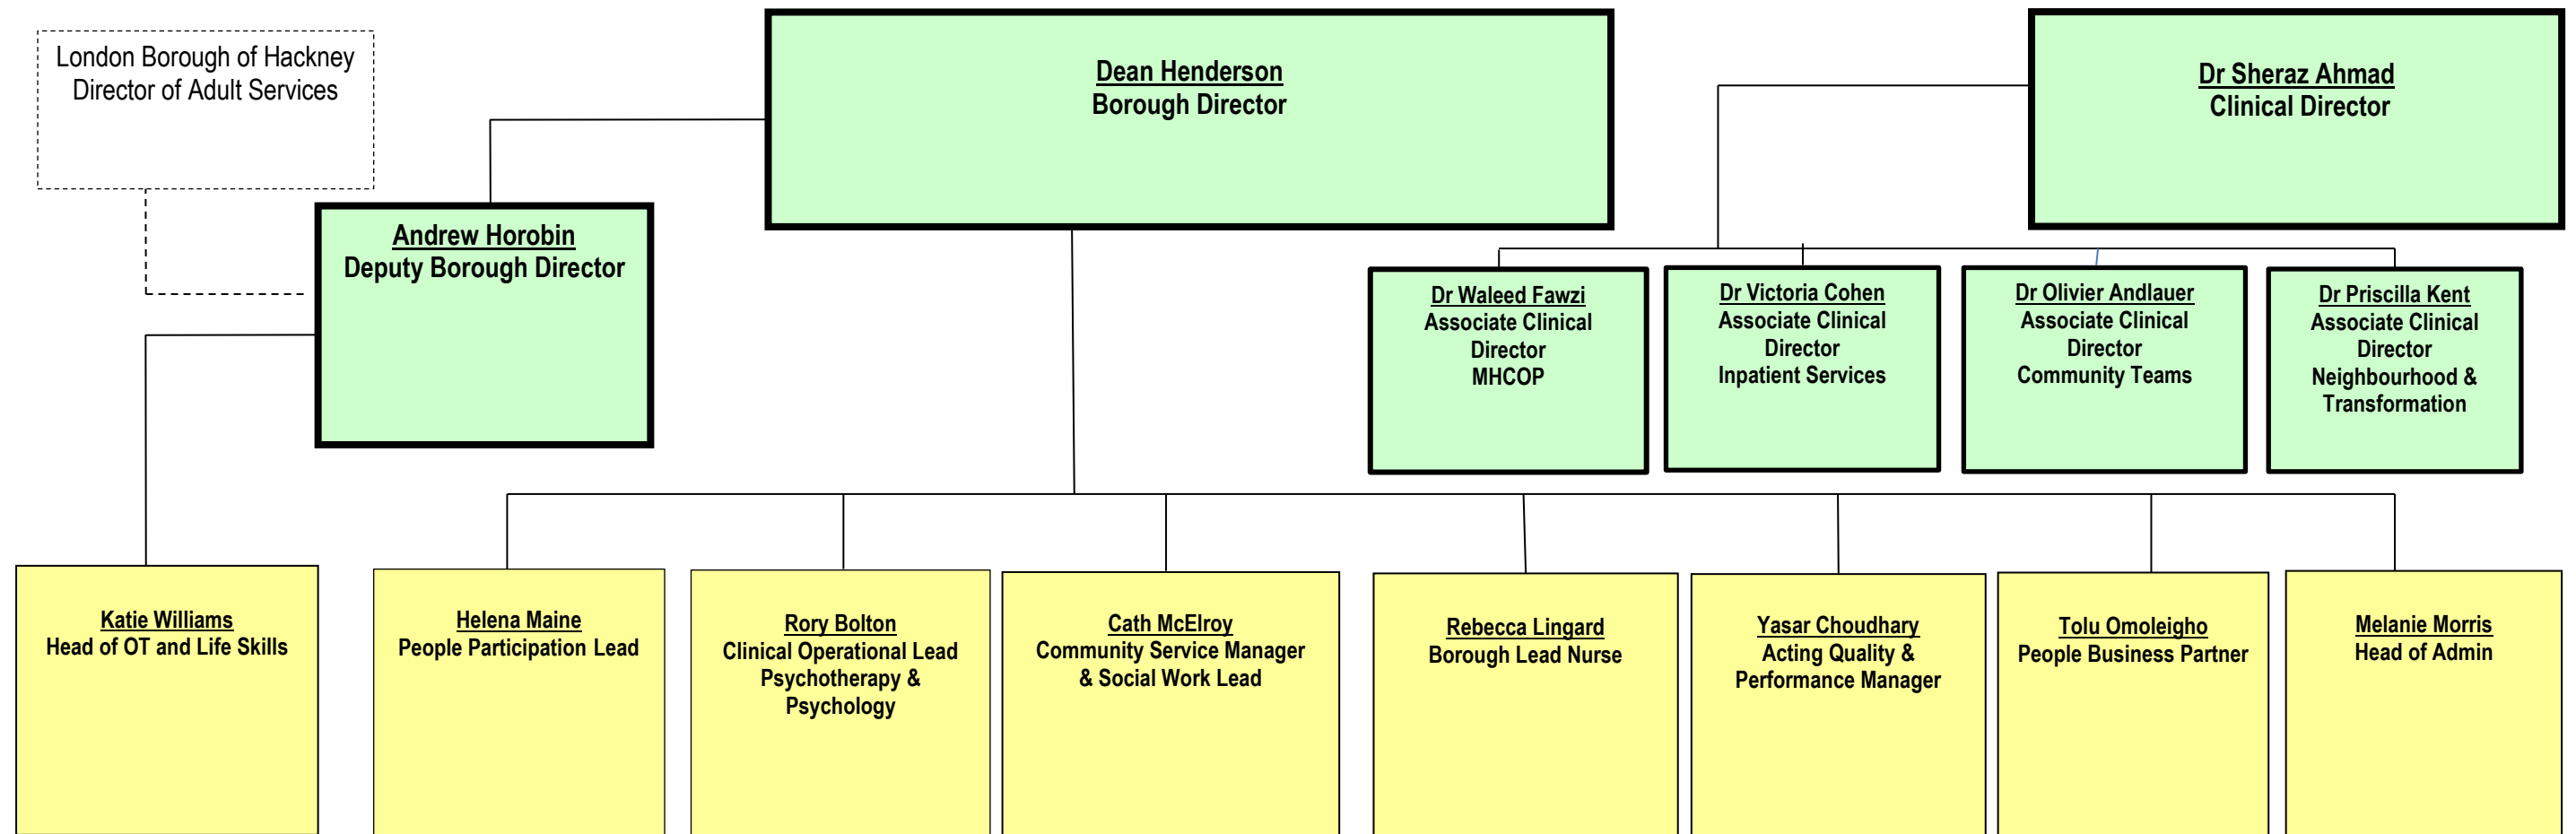 London Borough of Hackney
Director of Adult Services
Dean Henderson
Borough Director
Dr Sheraz Ahmad
Clinical Director
Andrew Horobin
Deputy Borough Director
Dr Waleed Fawzi
Associate Clinical
Director
MHCOP
Dr Victoria Cohen
Associate Clinical
Director
Inpatient Services
Dr Olivier Andlauer
Associate Clinical
Director
Community Teams
Dr Priscilla Kent
Associate Clinical
Director
Neighbourhood &
Transformation
Katie Williams
Head of OT and Life Skills
Helena Maine
People Participation Lead
Rory Bolton
Clinical Operational Lead
Psychotherapy &
Psychology
Cath McElroy
Community Service Manager
& Social Work Lead
Rebecca Lingard
Borough Lead Nurse
Yasar Choudhary
Acting Quality &
Performance Manager
Tolu Omoleigho
People Business Partner
Melanie Morris
Head of Admin